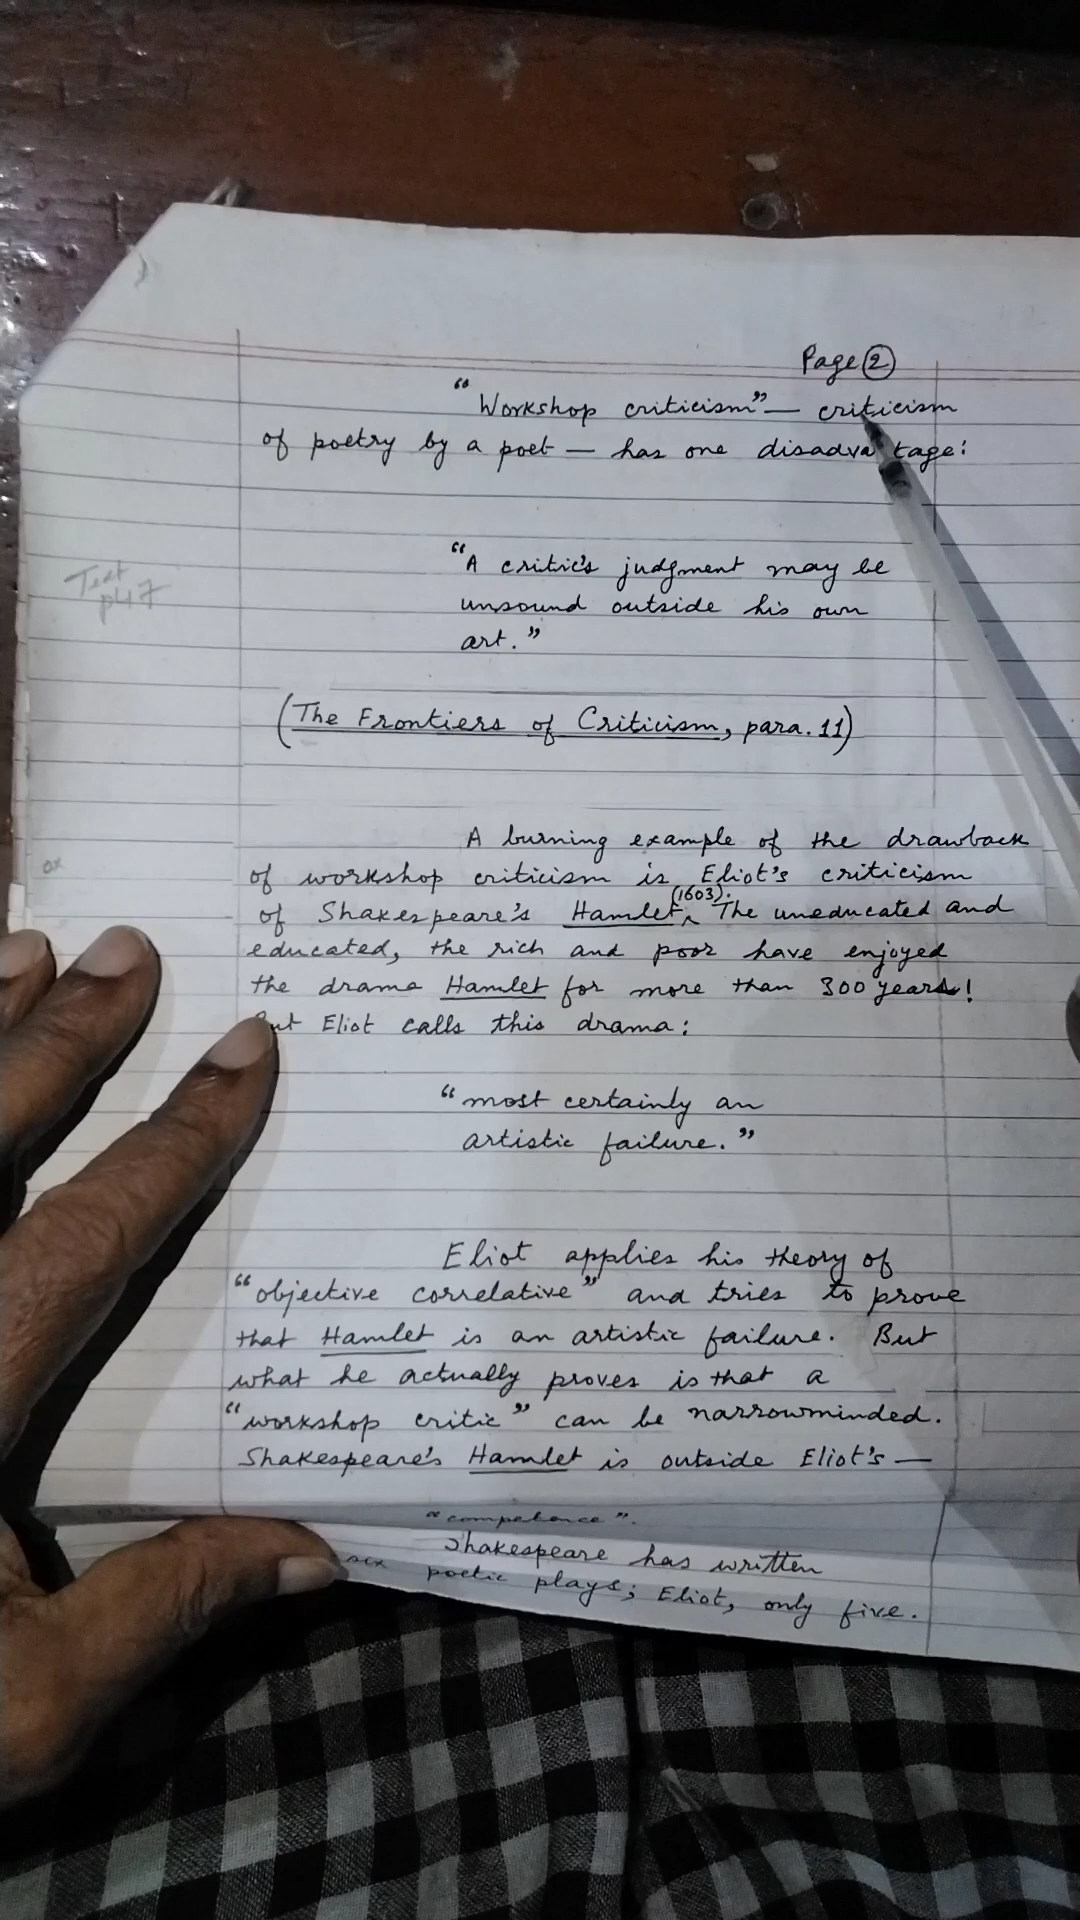 Page 2
"Workshop criticism" — criticism
of poetry by a poet — has one disadva tage:
"A critic's judgment may be
unsound outside his own
art."
Text
(The Frontiers of Criticism, para. 11)
A burning example of the drawback
of workshop criticism is Eliot's criticism
of Shakespeare's Hamlet (1603). The uneducated and
educated, the rich and poor have enjoyed
the drama Hamlet for more than 300 years!
But Eliot calls this drama:
"most certainly an
artistic failure."
Eliot applies his theory of
"objective correlative" and tries to prove
that Hamlet is an artistic failure. But
what he actually proves is that a
"workshop critic" can be narrowminded.
Shakespeare's Hamlet is outside Eliot's —
"competence".
Shakespeare has written
six poetic plays; Eliot, only five.